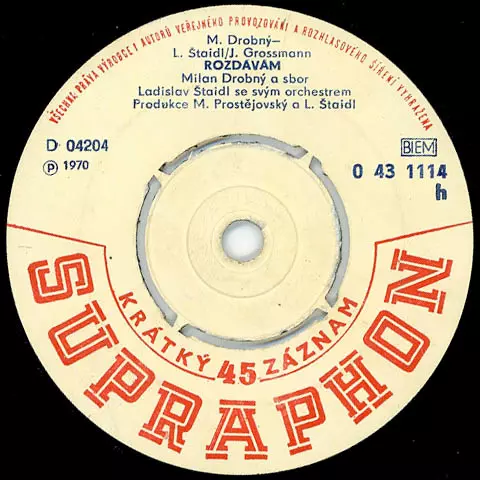 VŠECHNA PRÁVA VÝROBCE I AUTORŮ VEŘEJNÉHO PROVOZOVÁNÍ A ROZHLASOVÉHO ŠÍŘENÍ VYHRAŽENA
M. Drobný–
L. Štaidl/J. Grossmann
ROZDÁVÁM
Milan Drobný a sbor
Ladislav Štaidl se svým orchestrem
Produkce M. Prostějovský a L. Štaidl
D 04204
Ⓟ 1970
BIEM
0 43 1114
h
KRÁTKÝ 45 ZÁZNAM
SUPRAPHON